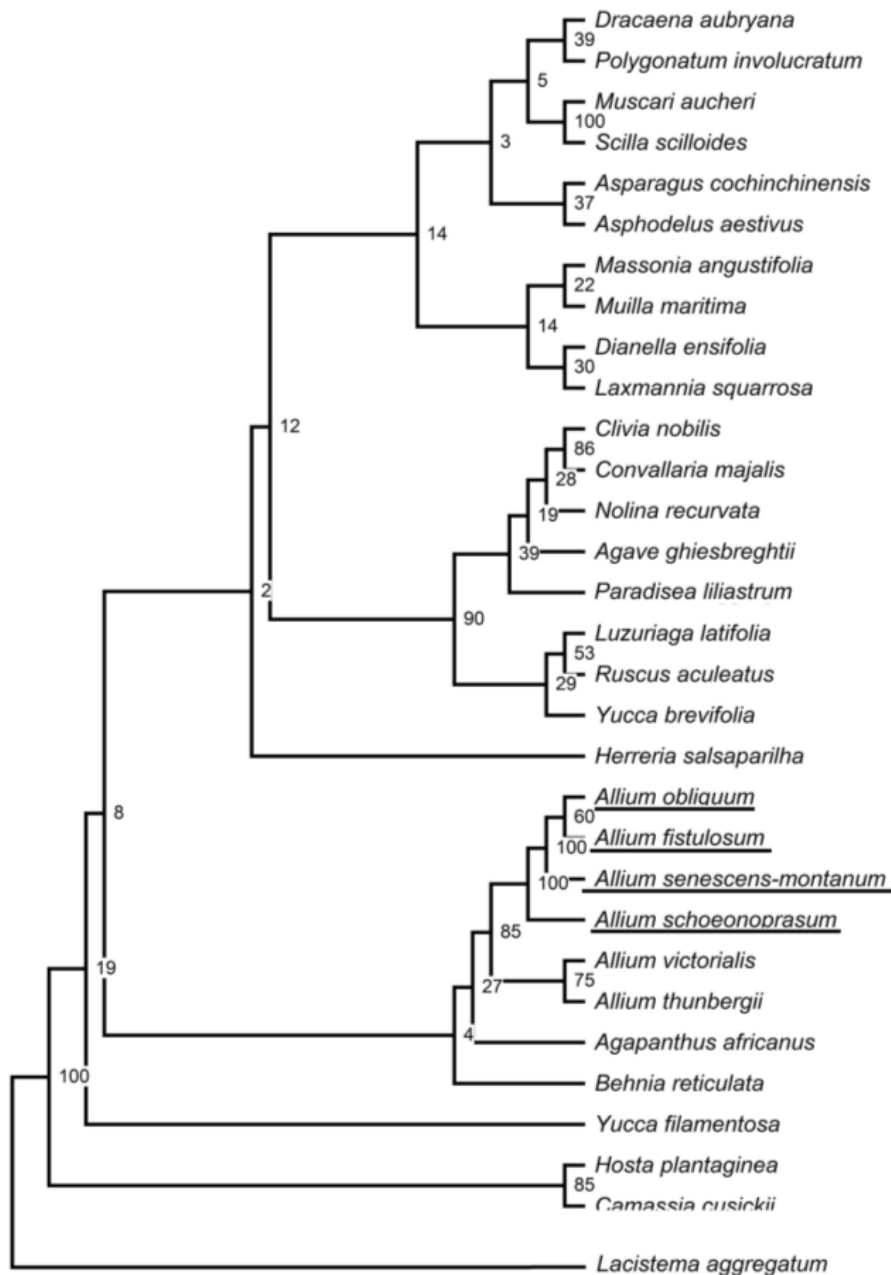 Dracaena aubryana
39
Polygonatum involucratum
5
Muscari aucheri
100
Scilla scilloides
3
Asparagus cochinchinensis
37
Asphodelus aestivus
14
Massonia angustifolia
22
Muilla maritima
14
Dianella ensifolia
30
Laxmannia squarrosa
12
Clivia nobilis
86
Convallaria majalis
28
Nolina recurvata
19
Agave ghiesbreghtii
39
Paradisea liliastrum
2
90
Luzuriaga latifolia
53
Ruscus aculeatus
29
Yucca brevifolia
Herreria salsaparilha
Allium obliquum
8
60
Allium fistulosum
100
Allium senescens-montanum
100
Allium schoeonoprasum
85
Allium victorialis
19
27
75
Allium thunbergii
4
Agapanthus africanus
100
Behnia reticulata
Yucca filamentosa
Hosta plantaginea
85
Camassia cusickii
Lacistema aggregatum